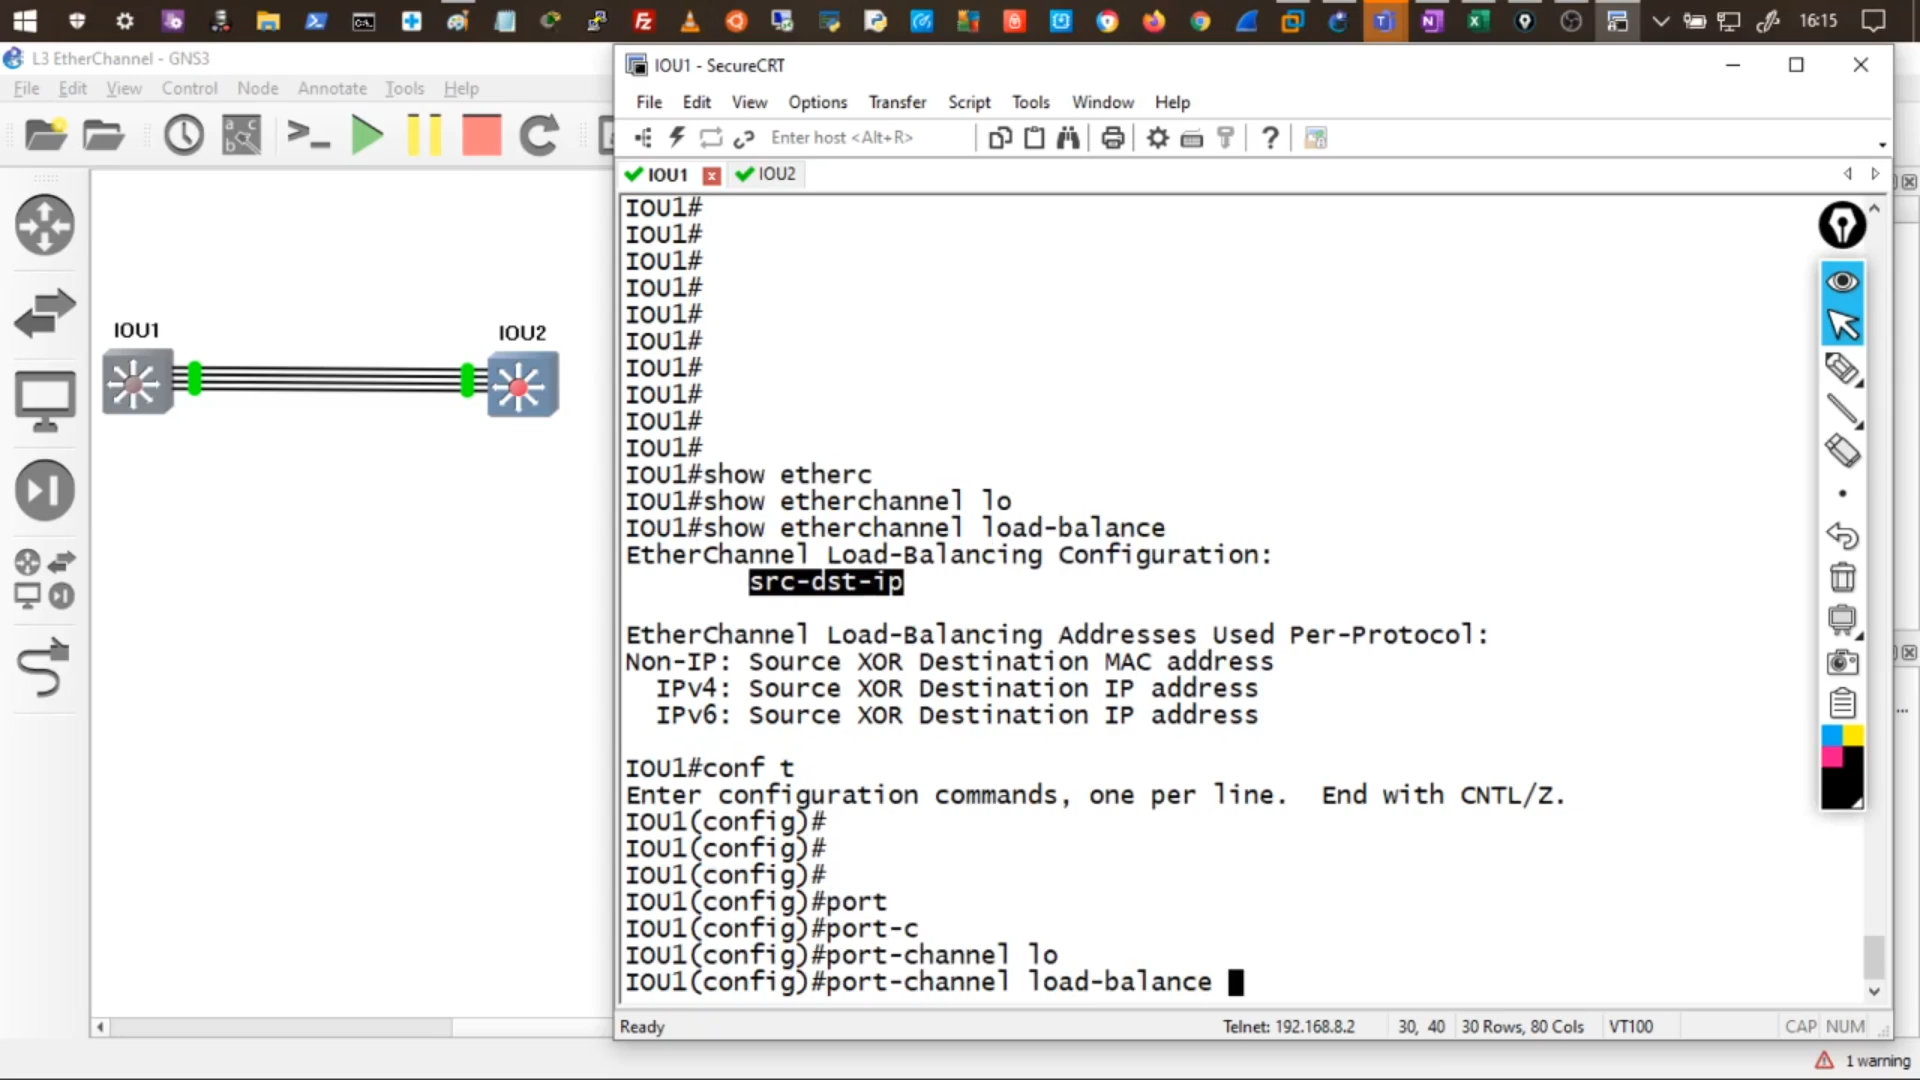 16:15
L3 EtherChannel - GNS3
File Edit View Control Node Annotate Tools Help
IOU1
IOU2
IOU1 - SecureCRT
File Edit View Options Transfer Script Tools Window Help
Enter host <Alt+R>
IOU1 IOU2
IOU1#
IOU1#
IOU1#
IOU1#
IOU1#
IOU1#
IOU1#
IOU1#
IOU1#
IOU1#
IOU1#show etherc
IOU1#show etherchannel lo
IOU1#show etherchannel load-balance
EtherChannel Load-Balancing Configuration:
src-dst-ip
EtherChannel Load-Balancing Addresses Used Per-Protocol:
Non-IP: Source XOR Destination MAC address
IPv4: Source XOR Destination IP address
IPv6: Source XOR Destination IP address
IOU1#conf t
Enter configuration commands, one per line.  End with CNTL/Z.
IOU1(config)#
IOU1(config)#
IOU1(config)#
IOU1(config)#port
IOU1(config)#port-c
IOU1(config)#port-channel lo
IOU1(config)#port-channel load-balance
Ready Telnet: 192.168.8.2 30, 40 30 Rows, 80 Cols VT100 CAP NUM
1 warning